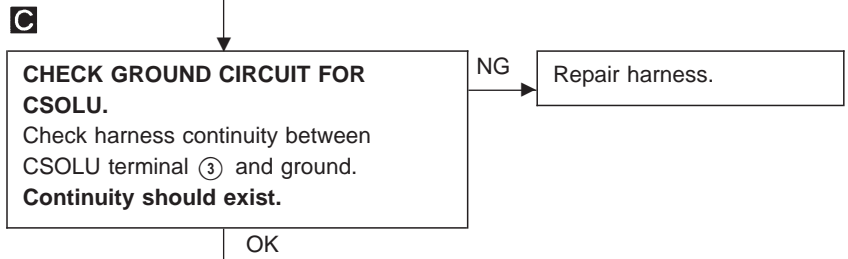 C
CHECK GROUND CIRCUIT FOR
CSOLU.
Check harness continuity between
CSOLU terminal ③ and ground.
Continuity should exist.
NG
Repair harness.
OK